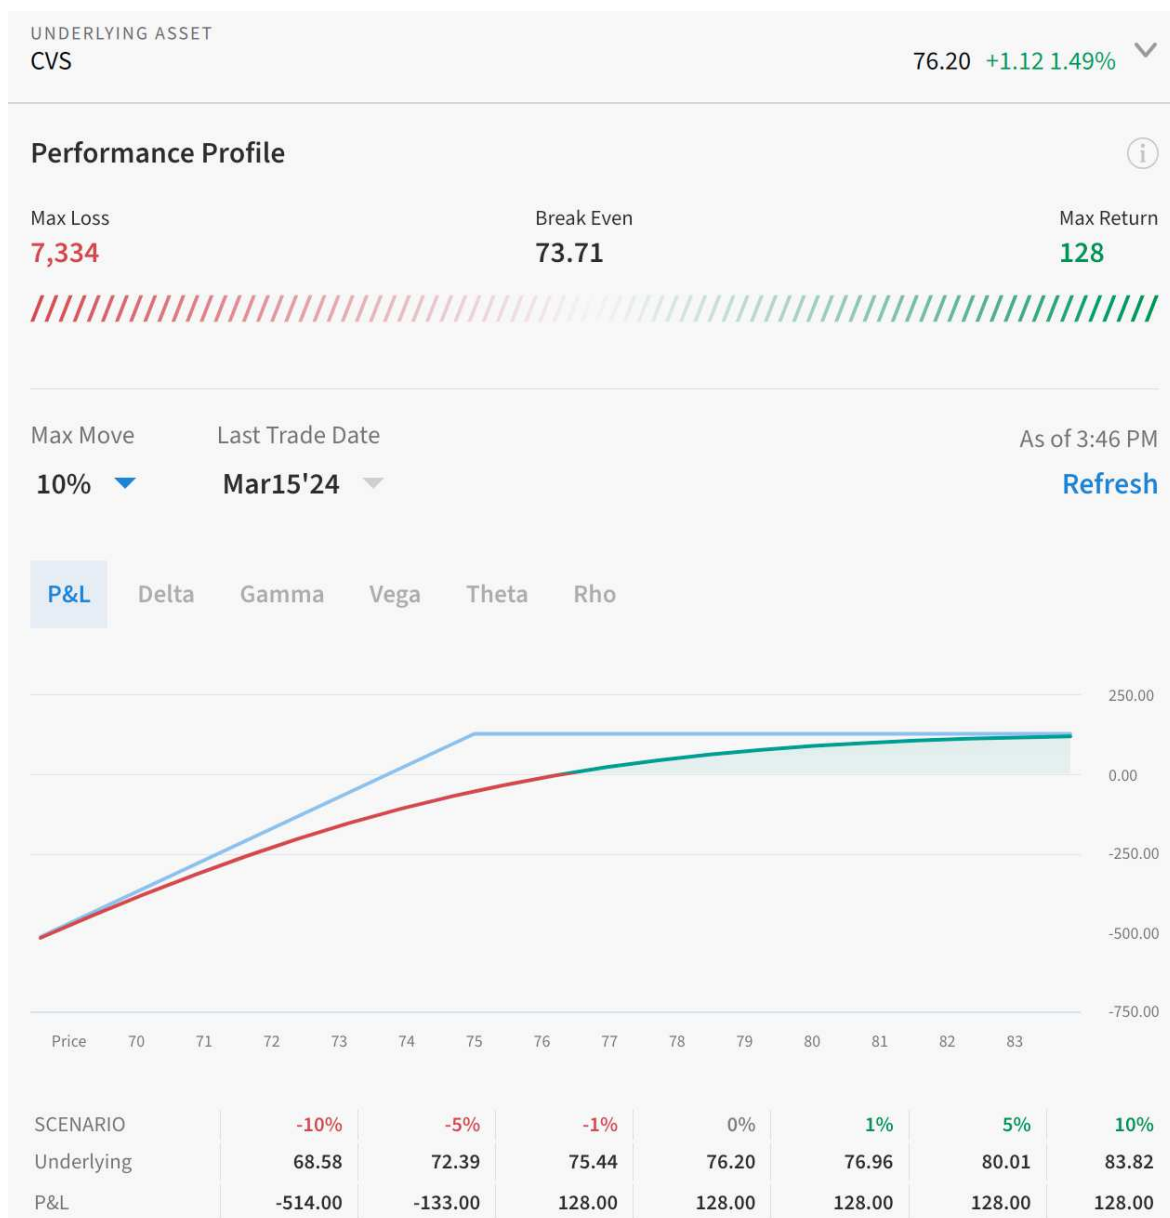 UNDERLYING ASSET
CVS 76.20 +1.12 1.49%
Performance Profile
Max Loss Break Even Max Return
7,334 73.71 128
Max Move Last Trade Date As of 3:46 PM
10% Mar15'24 Refresh
P&L Delta Gamma Vega Theta Rho
250.00
0.00
-250.00
-500.00
-750.00
Price 70 71 72 73 74 75 76 77 78 79 80 81 82 83
SCENARIO -10% -5% -1% 0% 1% 5% 10%
Underlying 68.58 72.39 75.44 76.20 76.96 80.01 83.82
P&L -514.00 -133.00 128.00 128.00 128.00 128.00 128.00